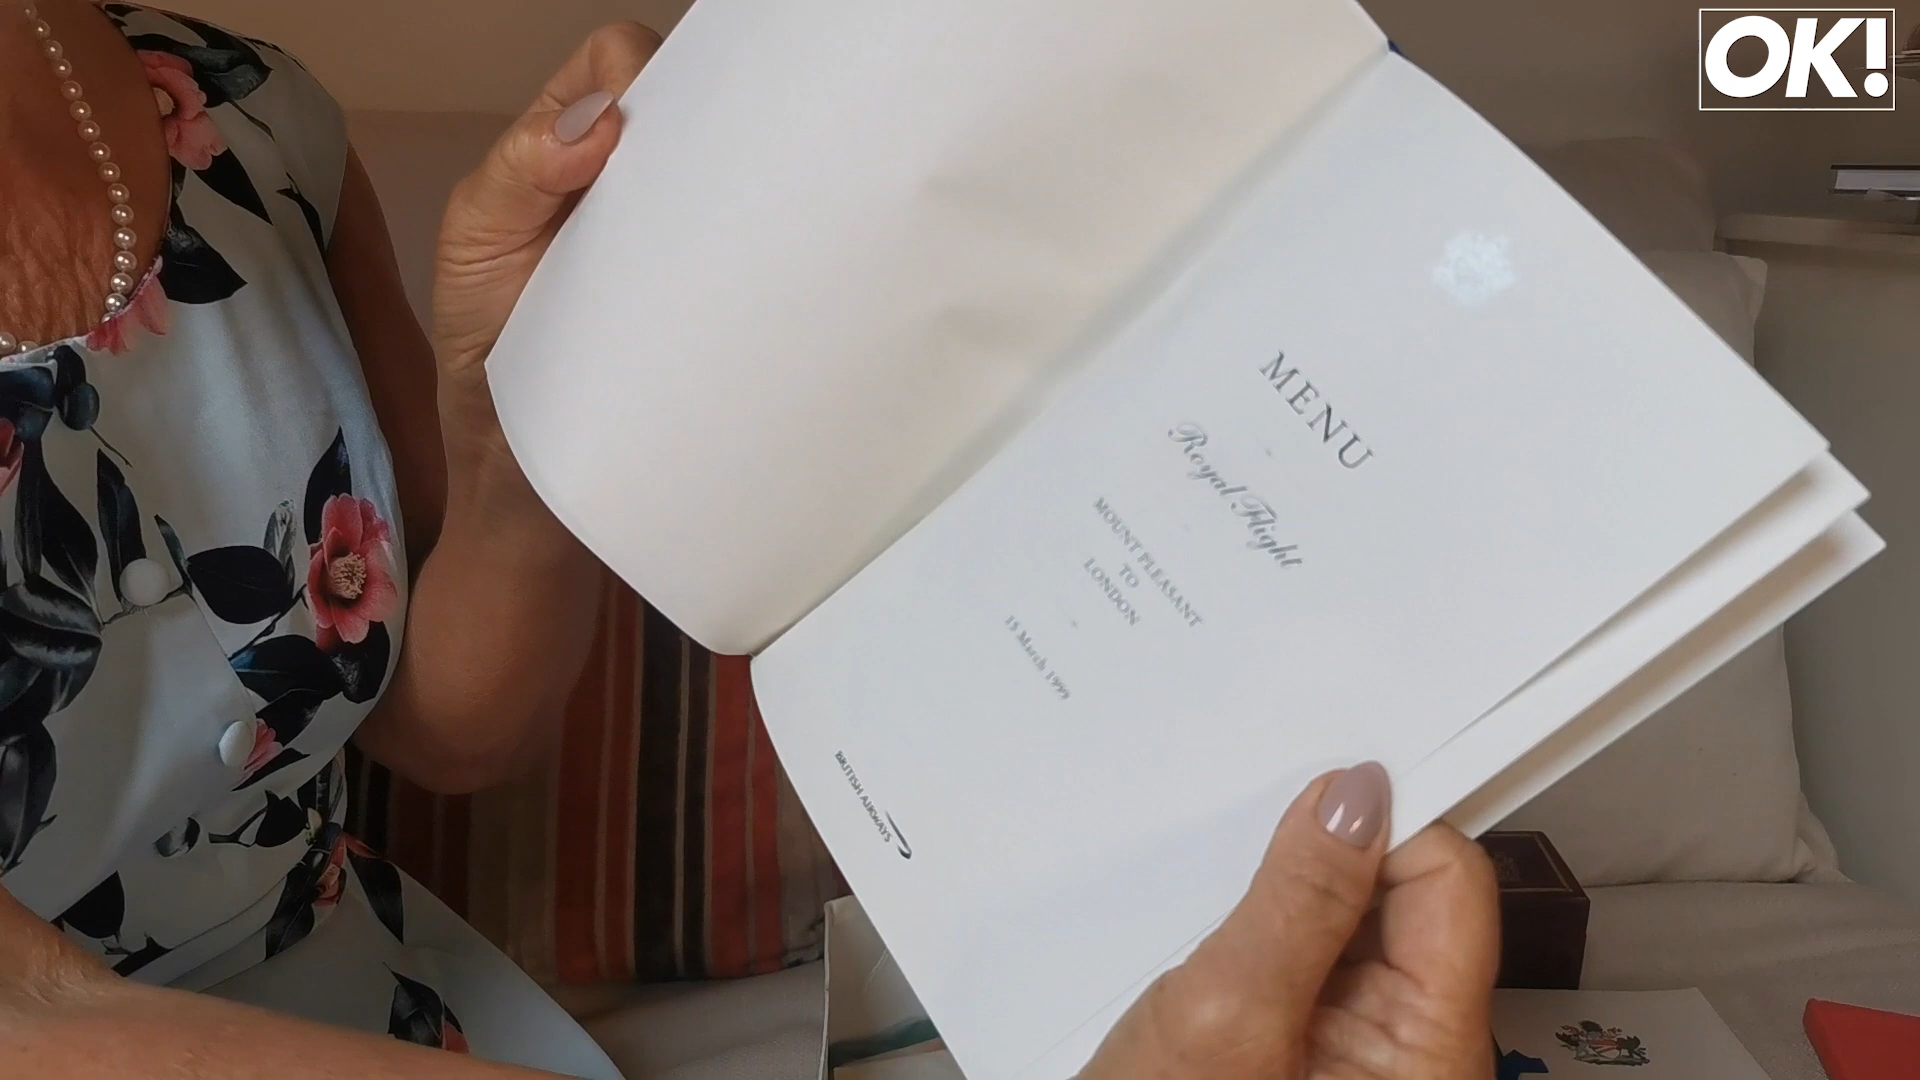 OK!
MENU
Royal Flight
MOUNT PLEASANT
TO
LONDON
15 March 1999
BRITISH AIRWAYS